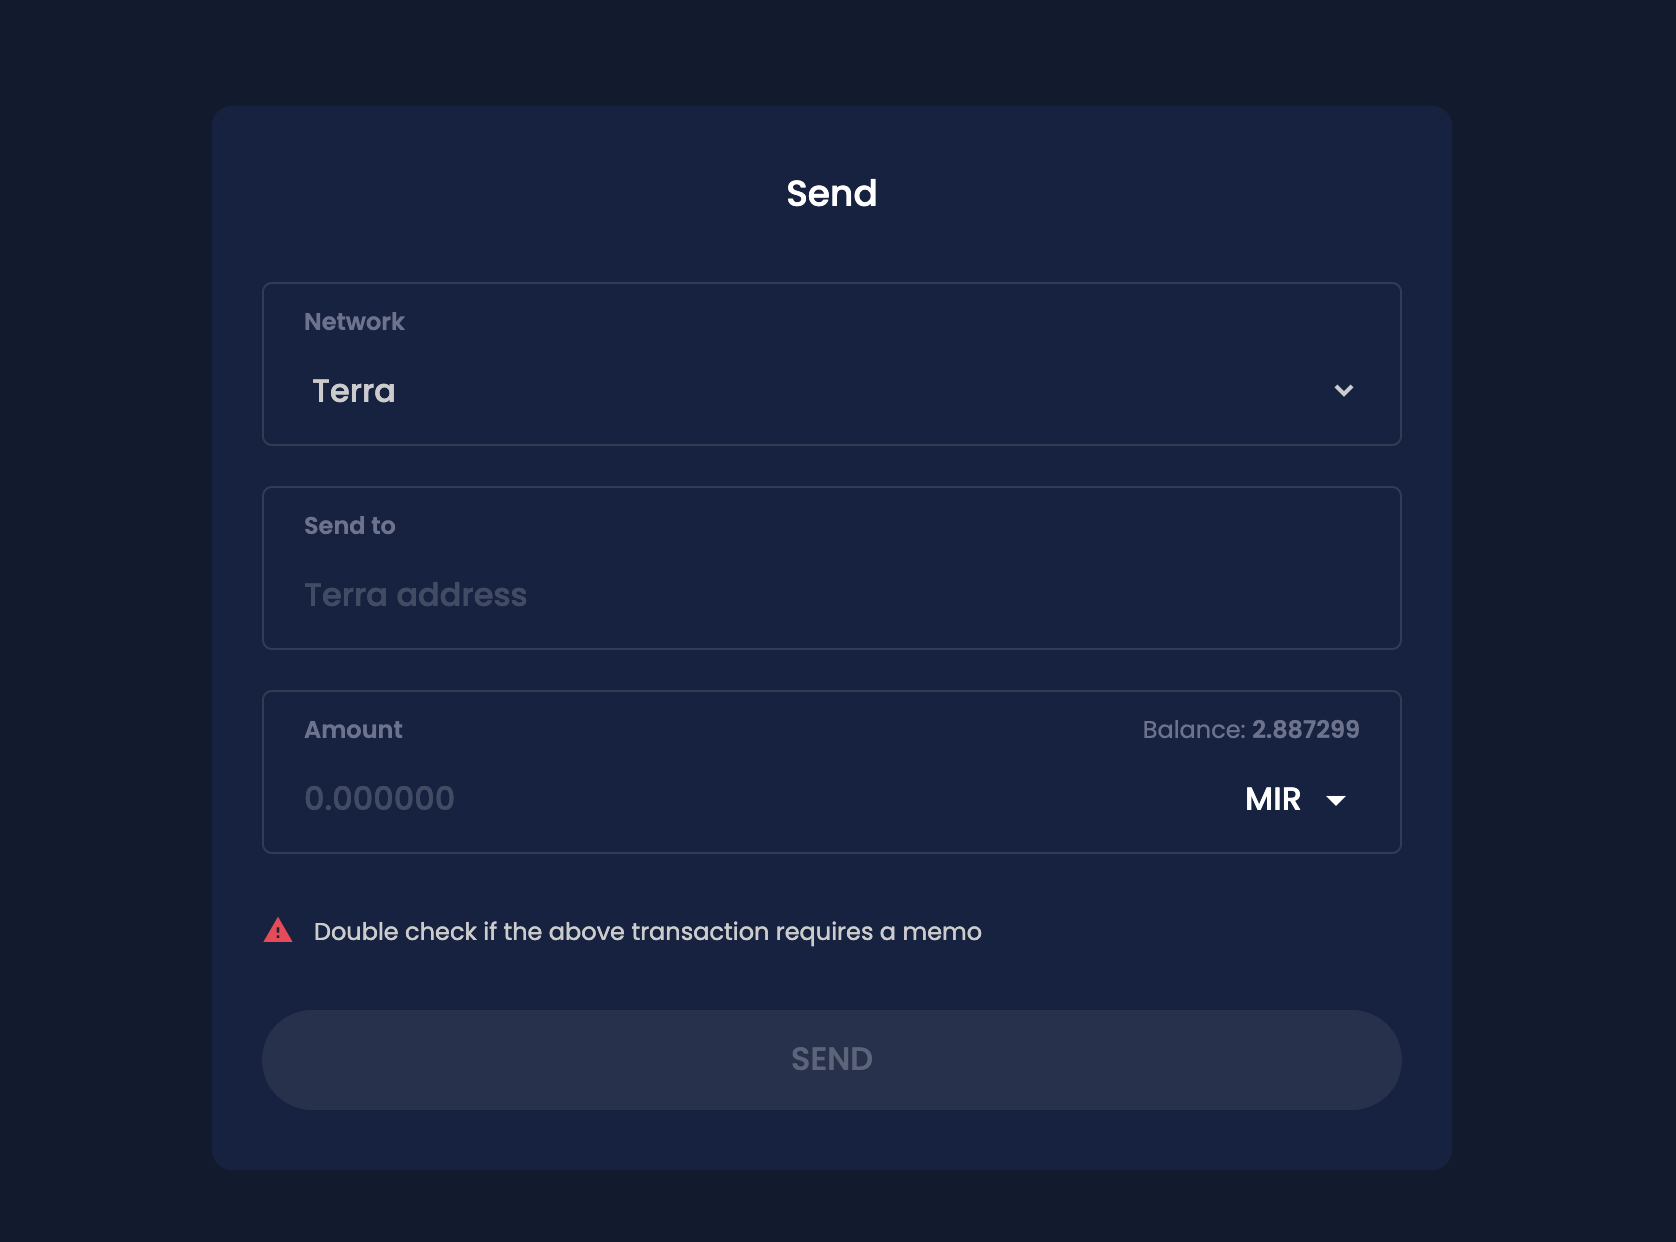 Send
Network
Terra
Send to
Terra address
Amount
Balance: 2.887299
0.000000
MIR
Double check if the above transaction requires a memo
SEND